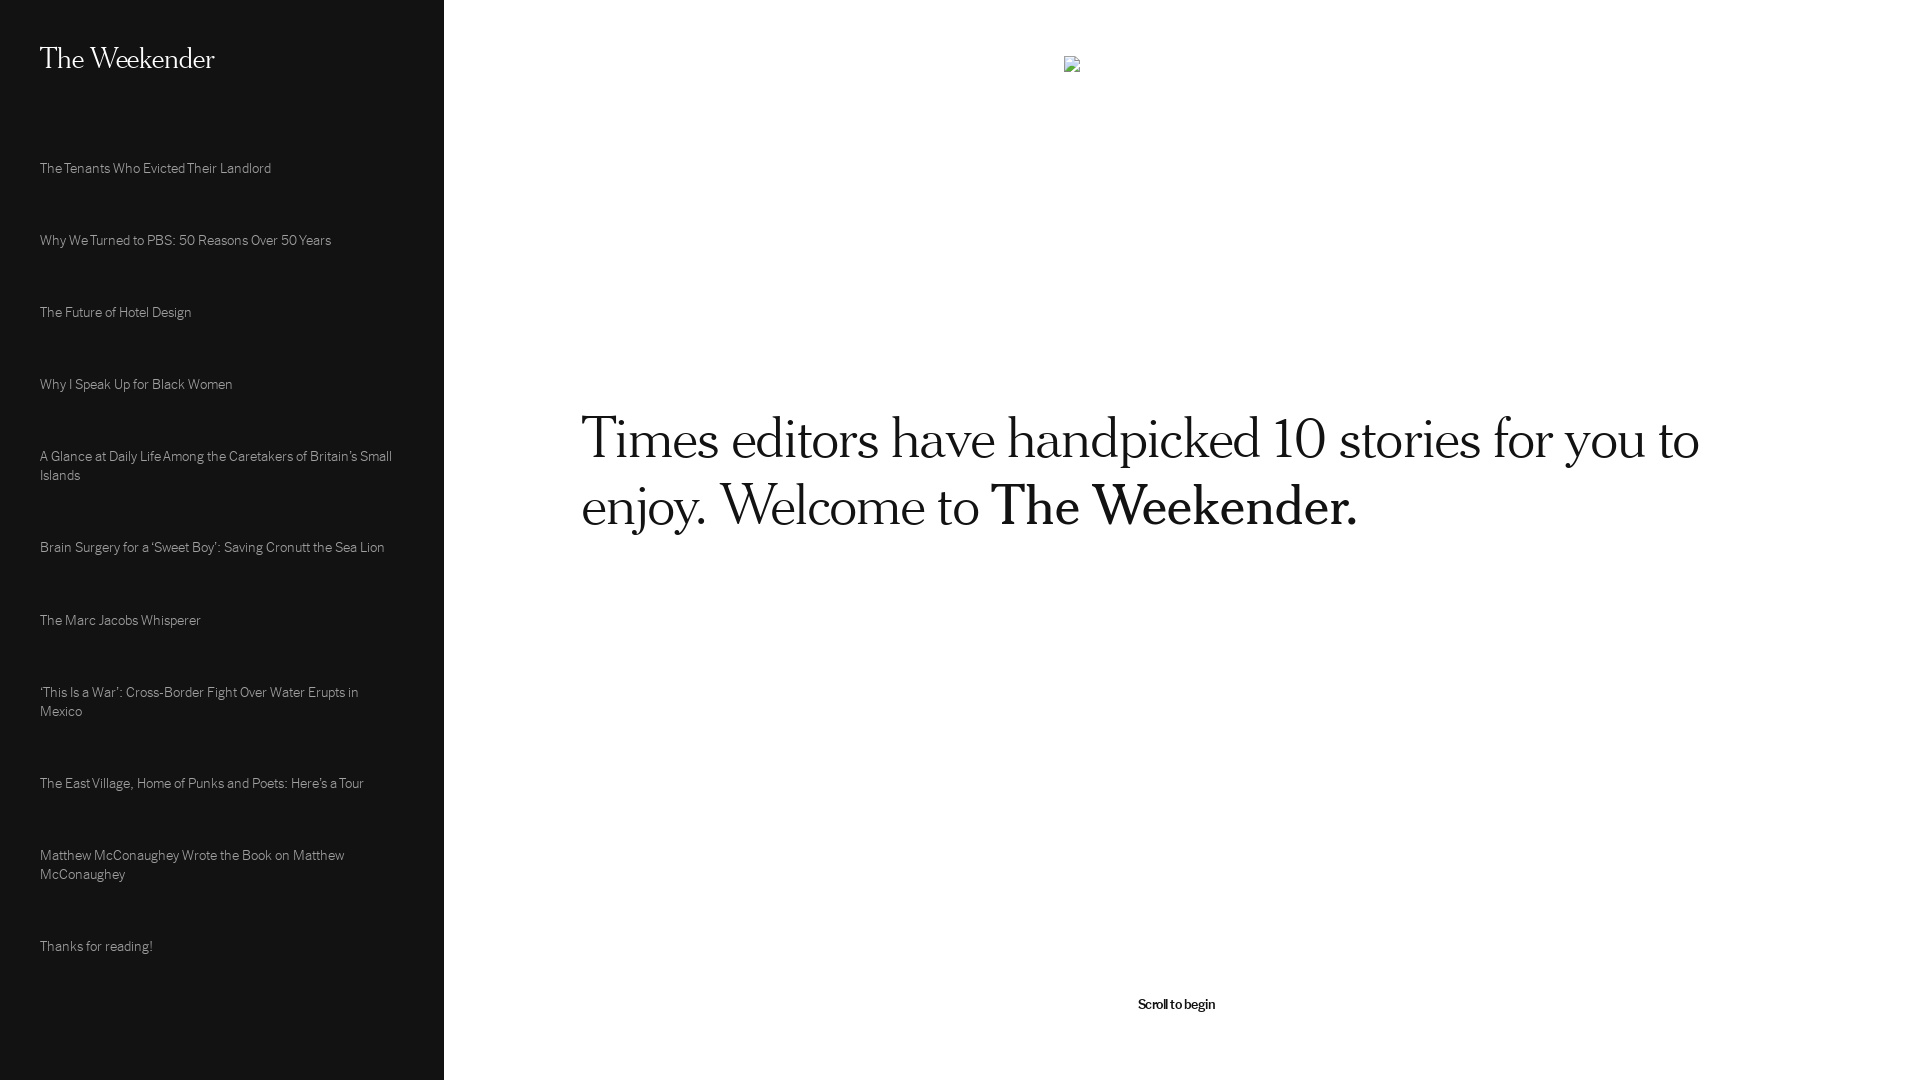 The Weekender
The Tenants Who Evicted Their Landlord
Why We Turned to PBS: 50 Reasons Over 50 Years
The Future of Hotel Design
Why I Speak Up for Black Women
A Glance at Daily Life Among the Caretakers of Britain’s Small
Islands
Brain Surgery for a ‘Sweet Boy’: Saving Cronutt the Sea Lion
The Marc Jacobs Whisperer
‘This Is a War’: Cross-Border Fight Over Water Erupts in
Mexico
The East Village, Home of Punks and Poets: Here’s a Tour
Matthew McConaughey Wrote the Book on Matthew
McConaughey
Thanks for reading!
Times editors have handpicked 10 stories for you to
enjoy. Welcome to The Weekender.
Scroll to begin